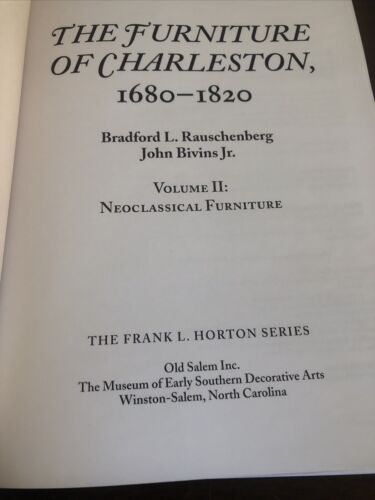 THE FURNITURE
OF CHARLESTON,
1680–1820
Bradford L. Rauschenberg
John Bivins Jr.
VOLUME II:
NEOCLASSICAL FURNITURE
THE FRANK L. HORTON SERIES
Old Salem Inc.
The Museum of Early Southern Decorative Arts
Winston-Salem, North Carolina